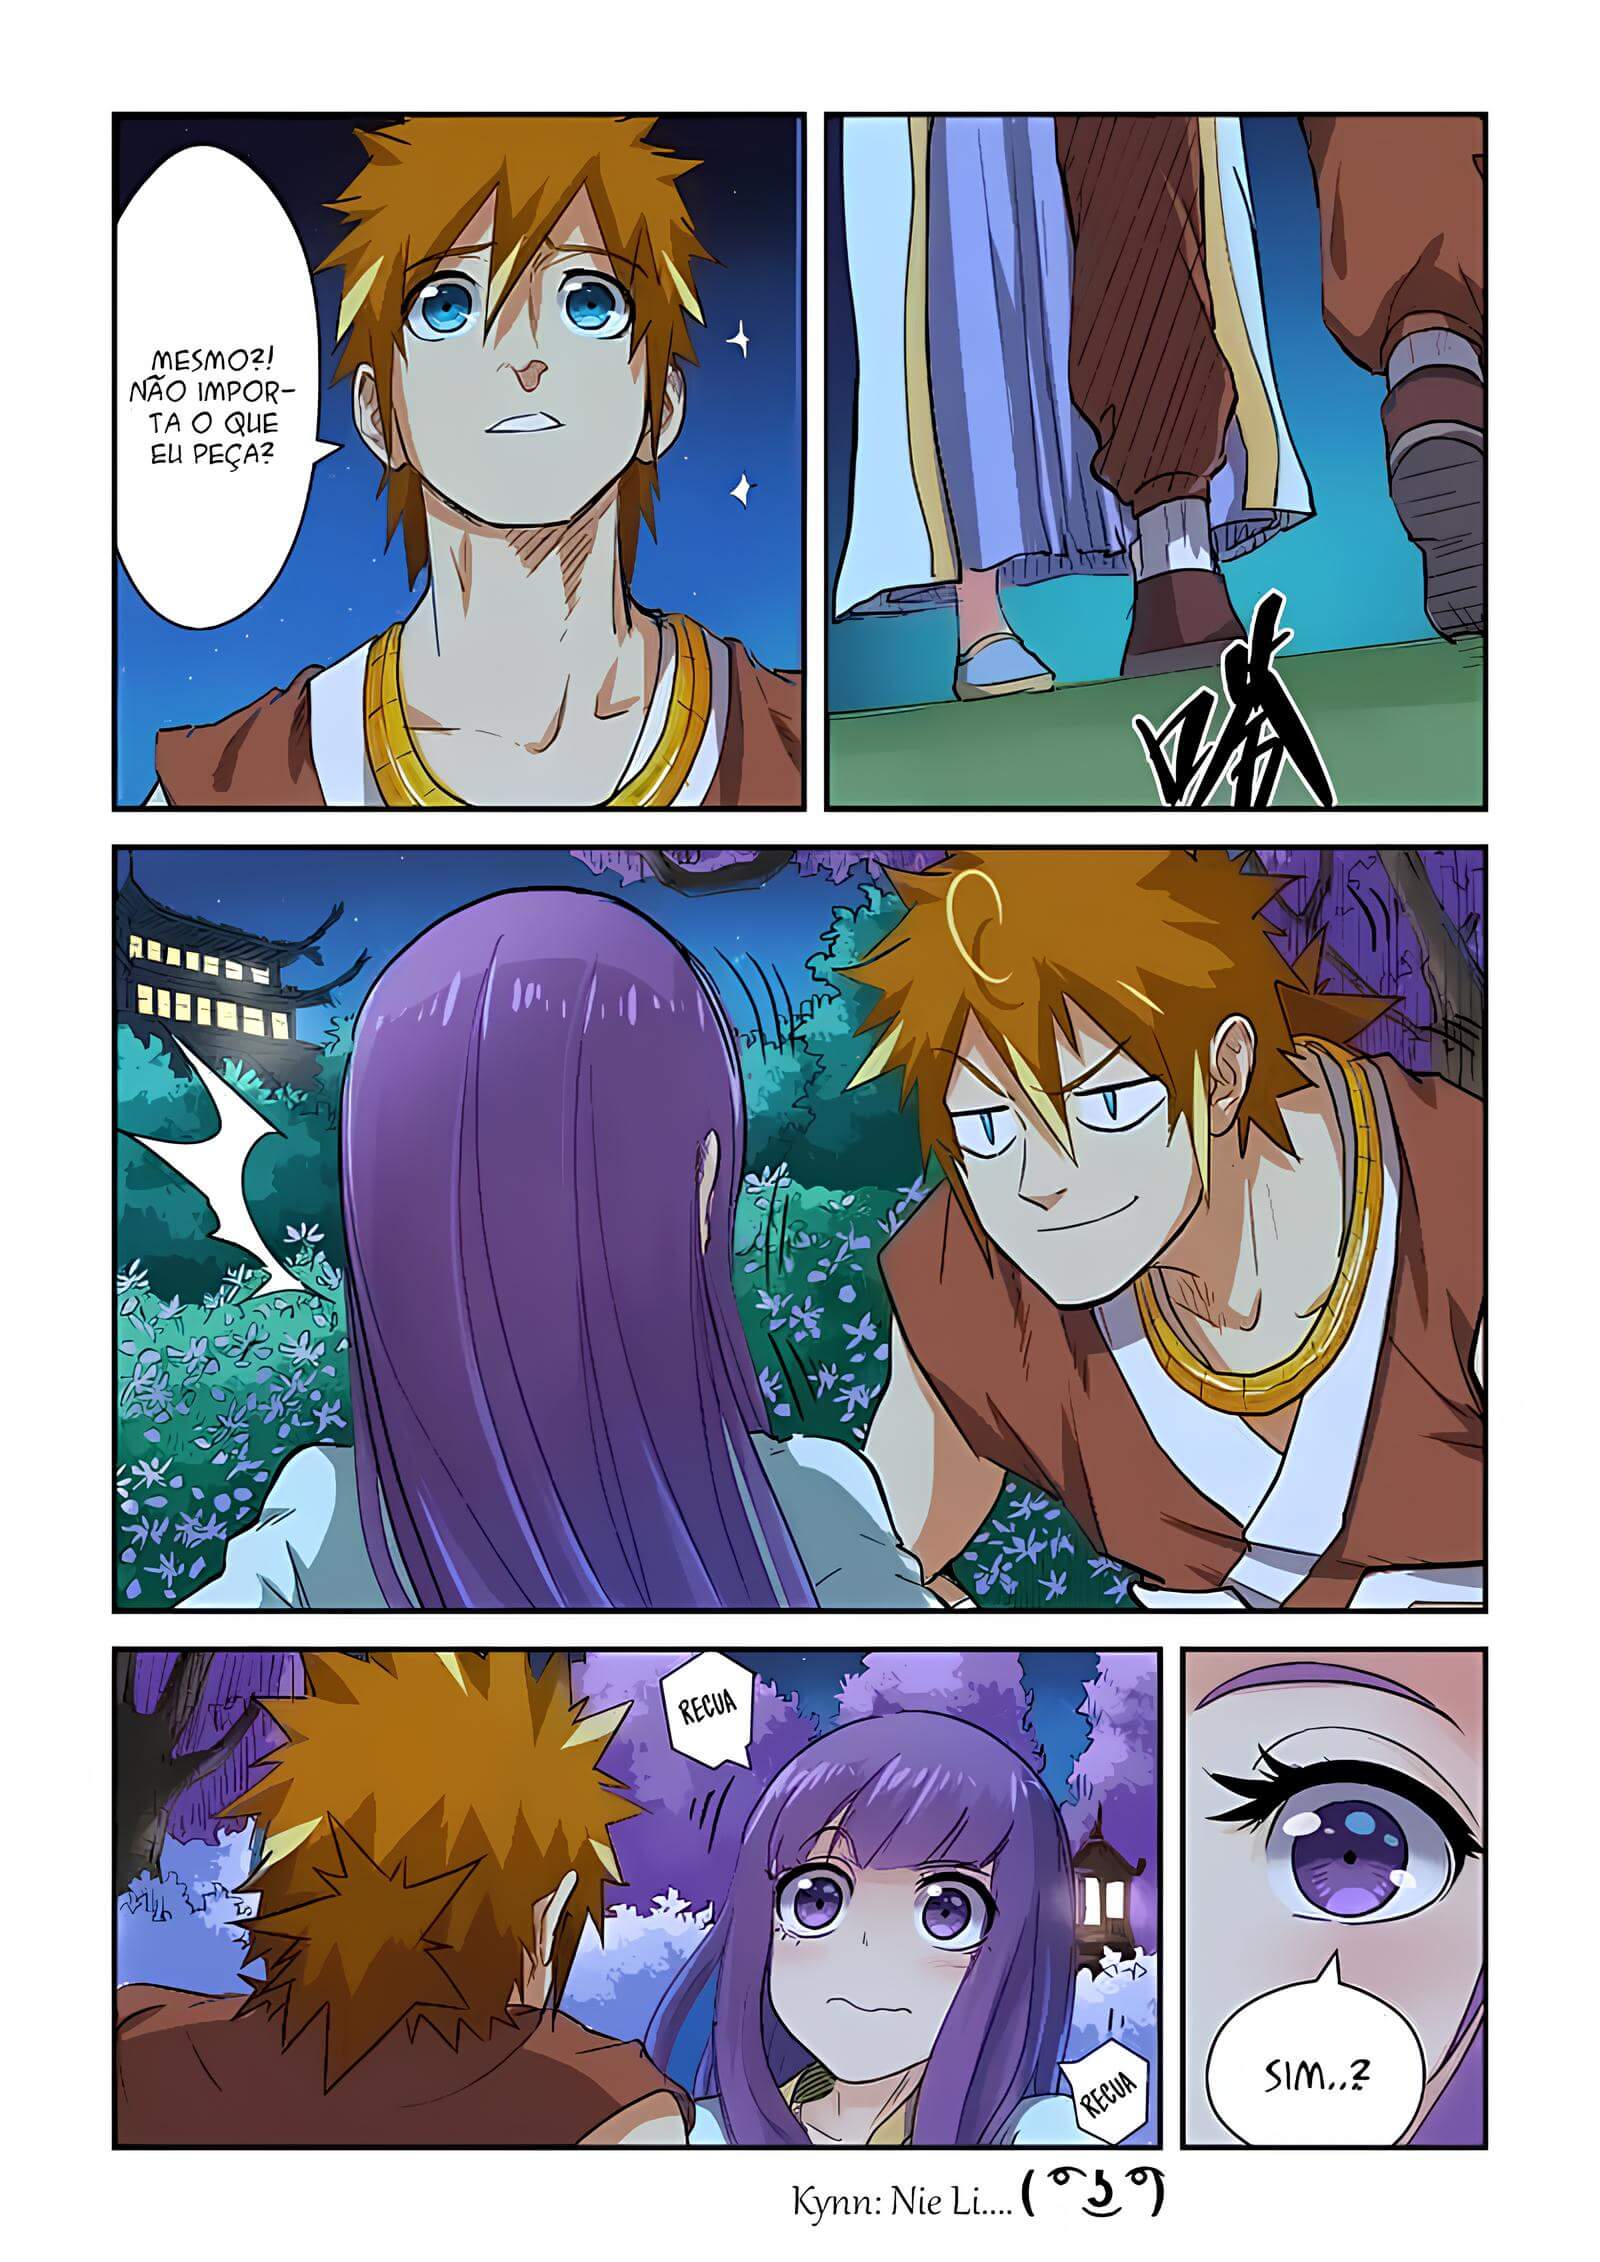 MESMO?!
NÃO IMPOR-
TA O QUE
EU PEÇA?
RECUA
RECUA
SIM..?
Kynn: Nie Li.... ( ͡° ͜ʖ ͡°)